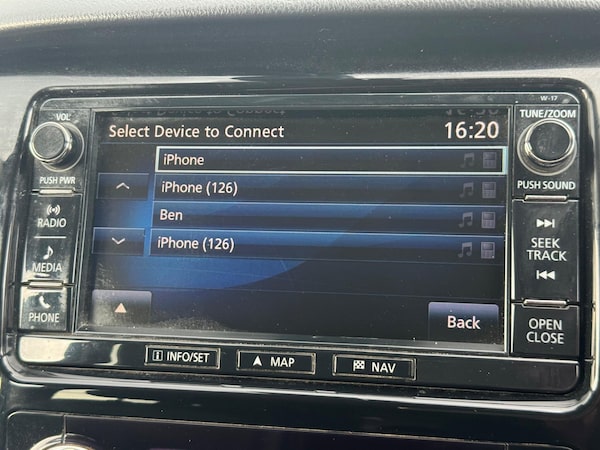 W-17
VOL
TUNE/ZOOM
Select Device to Connect 16:20
iPhone
PUSH PWR
PUSH SOUND
iPhone (126)
RADIO
Ben
SEEK
TRACK
iPhone (126)
MEDIA
PHONE
Back
OPEN
CLOSE
INFO/SET
MAP
NAV